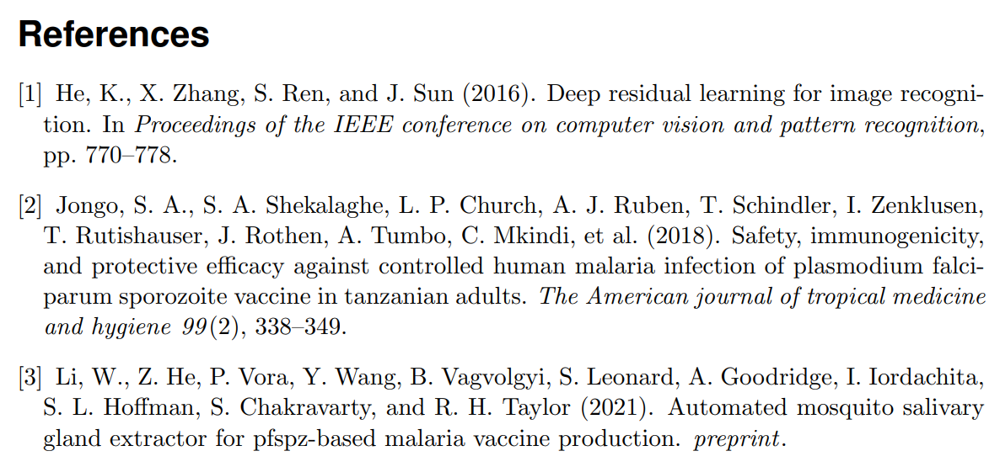 References
[1] He, K., X. Zhang, S. Ren, and J. Sun (2016). Deep residual learning for image recogni-
tion. In Proceedings of the IEEE conference on computer vision and pattern recognition,
pp. 770–778.
[2] Jongo, S. A., S. A. Shekalaghe, L. P. Church, A. J. Ruben, T. Schindler, I. Zenklusen,
T. Rutishauser, J. Rothen, A. Tumbo, C. Mkindi, et al. (2018). Safety, immunogenicity,
and protective efficacy against controlled human malaria infection of plasmodium falci-
parum sporozoite vaccine in tanzanian adults. The American journal of tropical medicine
and hygiene 99(2), 338–349.
[3] Li, W., Z. He, P. Vora, Y. Wang, B. Vagvolgyi, S. Leonard, A. Goodridge, I. Iordachita,
S. L. Hoffman, S. Chakravarty, and R. H. Taylor (2021). Automated mosquito salivary
gland extractor for pfspz-based malaria vaccine production. preprint.